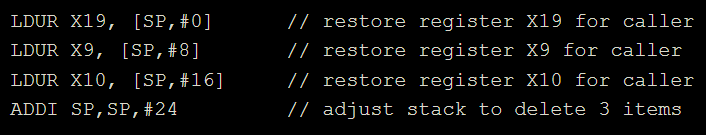 LDUR X19, [SP,#0] // restore register X19 for caller
LDUR X9, [SP,#8] // restore register X9 for caller
LDUR X10, [SP,#16] // restore register X10 for caller
ADDI SP,SP,#24 // adjust stack to delete 3 items